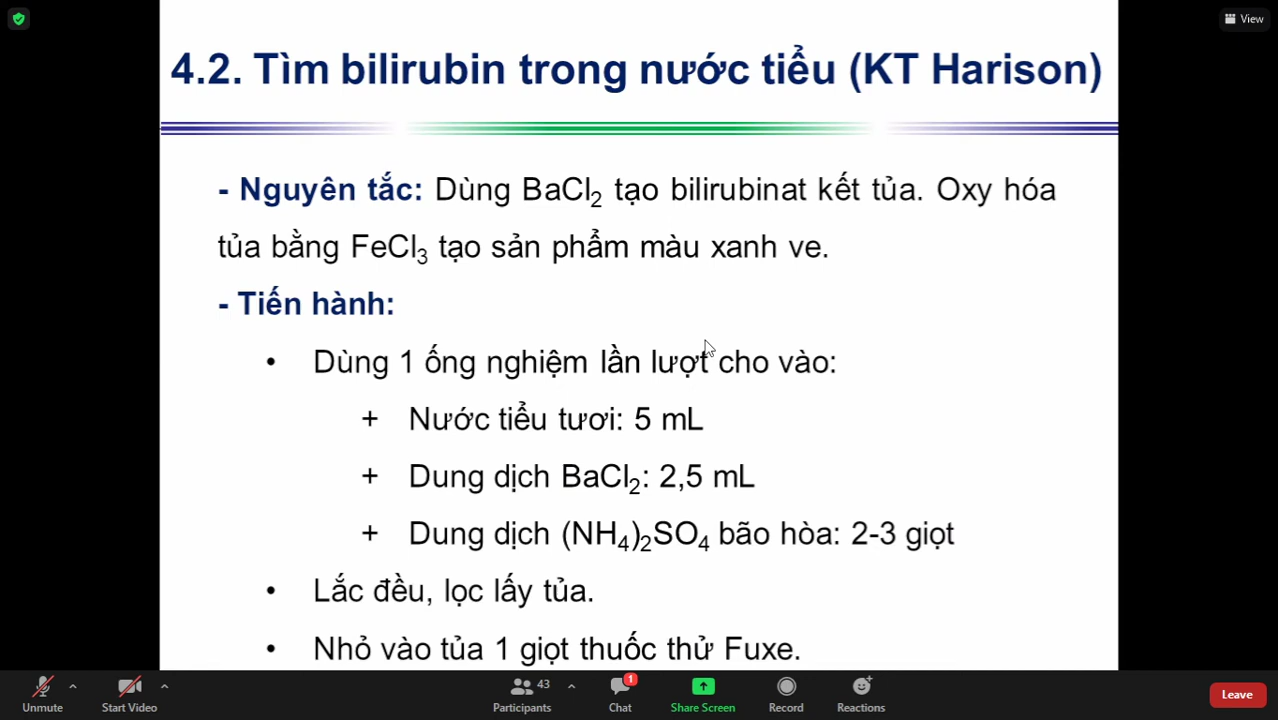 View
4.2. Tìm bilirubin trong nước tiểu (KT Harison)
- Nguyên tắc: Dùng BaCl₂ tạo bilirubinat kết tủa. Oxy hóa
tủa bằng FeCl₃ tạo sản phẩm màu xanh ve.
- Tiến hành:
• Dùng 1 ống nghiệm lần lượt cho vào:
+ Nước tiểu tươi: 5 mL
+ Dung dịch BaCl₂: 2,5 mL
+ Dung dịch (NH₄)₂SO₄ bão hòa: 2-3 giọt
• Lắc đều, lọc lấy tủa.
• Nhỏ vào tủa 1 giọt thuốc thử Fuxe.
43 1
Unmute Start Video Participants Chat Share Screen Record Reactions Leave